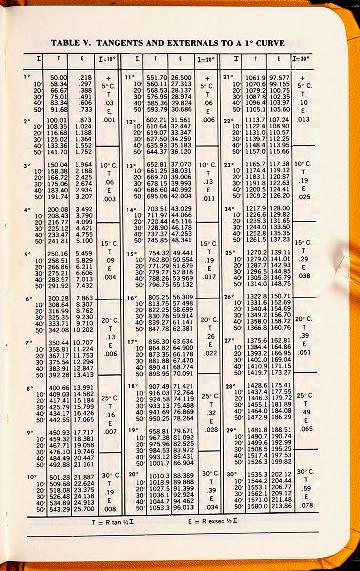 TABLE V. TANGENTS AND EXTERNALS TO A 1° CURVE
I T E I=10° I T E I=20° I T E I=30°
1° 50.00 .218 + 11° 551.70 26.500 + 21° 1061.9 97.577 +
10' 58.34 .297 5° C. 10' 560.11 27.313 5° C. 10' 1070.6 99.155 5° C.
20' 66.67 .388 T 20' 568.53 28.137 T 20' 1079.2 100.75 T
30' 75.01 .491 30' 576.95 28.974 30' 1087.8 102.35
40' 83.34 .606 .03 40' 585.36 29.824 .06 40' 1096.4 103.97 .10
50' 91.68 .733 E 50' 593.79 30.686 E 50' 1105.1 105.60 E
2° 100.01 .873 .001 12° 602.21 31.561 .006 22° 1113.7 107.24 .013
10' 108.35 1.024 10' 610.64 32.447 10' 1122.4 108.90
20' 116.68 1.188 20' 619.07 33.347 20' 1131.0 110.57
30' 125.02 1.364 30' 627.50 34.259 30' 1139.7 112.25
40' 133.36 1.552 40' 635.93 35.183 40' 1148.4 113.95
50' 141.70 1.752 50' 644.37 36.120 50' 1157.0 115.66
3° 150.04 1.964 10° C. 13° 652.81 37.070 10° C. 23° 1165.7 117.38 10° C.
10' 158.38 2.188 T 10' 661.25 38.031 T 10' 1174.4 119.12 T
20' 166.72 2.425 20' 669.70 39.006 20' 1183.1 120.87
30' 175.06 2.674 .06 30' 678.15 39.993 .13 30' 1191.8 122.63 .19
40' 183.40 2.934 E 40' 686.60 40.992 E 40' 1200.5 124.41 E
50' 191.74 3.207 .003 50' 695.06 42.004 .011 50' 1209.2 126.20 .025
4° 200.08 3.492 14° 703.51 43.029 24° 1217.9 128.00
10' 208.43 3.790 10' 711.97 44.066 10' 1226.6 129.82
20' 216.77 4.099 20' 720.44 45.116 20' 1235.3 131.65
30' 225.12 4.421 30' 728.90 46.178 30' 1244.0 133.50
40' 233.47 4.755 40' 737.37 47.253 40' 1252.8 135.35
50' 241.81 5.100 15° C. 50' 745.85 48.341 15° C. 50' 1261.5 137.23 15° C.
5° 250.16 5.459 T 15° 754.32 49.441 T 25° 1270.2 139.11 T
10' 258.51 5.829 .09 10' 762.80 50.554 .19 10' 1279.0 141.01 .29
20' 266.86 6.211 E 20' 771.29 51.679 E 20' 1287.7 142.93 E
30' 275.21 6.606 30' 779.77 52.818 30' 1296.5 144.85
40' 283.57 7.013 .004 40' 788.26 53.969 .017 40' 1305.3 146.79 .038
50' 291.92 7.432 50' 796.75 55.132 50' 1314.0 148.75
6° 300.28 7.863 16° 805.25 56.309 26° 1322.8 150.71
10' 308.64 8.307 10' 813.75 57.498 10' 1331.6 152.69
20' 316.99 8.762 20' 822.25 58.699 20' 1340.4 154.69
30' 325.35 9.230 30' 830.76 59.914 30' 1349.2 156.70
40' 333.71 9.710 20° C. 40' 839.27 61.141 20° C. 40' 1358.0 158.72 20° C.
50' 342.08 10.202 T 50' 847.78 62.381 T 50' 1366.8 160.76 T
7° 350.44 10.707 .13 17° 856.30 63.634 .26 27° 1375.6 162.81 .39
10' 358.81 11.224 E 10' 864.82 64.900 E 10' 1384.4 164.86 E
20' 367.17 11.753 .006 20' 873.35 66.178 .022 20' 1393.2 166.95 .051
30' 375.54 12.294 30' 881.88 67.470 30' 1402.0 169.04
40' 383.91 12.847 40' 890.41 68.774 40' 1410.9 171.15
50' 392.28 13.413 50' 898.95 70.091 50' 1419.7 173.27
8° 400.66 13.991 18° 907.49 71.421 28° 1428.6 175.41
10' 409.03 14.582 25° C. 10' 916.03 72.764 25° C. 10' 1437.4 177.55 25° C.
20' 417.41 15.184 T 20' 924.58 74.119 T 20' 1446.3 179.72 T
30' 425.79 15.799 30' 933.13 75.488 30' 1455.1 181.89
40' 434.17 16.426 .16 40' 941.69 76.869 .32 40' 1464.0 184.08 .49
50' 442.55 17.065 E 50' 950.25 78.264 E 50' 1472.9 186.29 E
9° 450.93 17.717 .007 19° 958.81 79.671 .028 29° 1481.8 188.51 .065
10' 459.32 18.381 10' 967.38 81.092 10' 1490.7 190.74
20' 467.71 19.058 20' 975.96 82.525 20' 1499.6 192.99
30' 476.10 19.746 30' 984.53 83.972 30' 1508.5 195.25
40' 484.49 20.447 40' 993.12 85.431 40' 1517.4 197.53
50' 492.88 21.161 50' 1001.7 86.904 50' 1526.3 199.82
10° 501.28 21.887 30° C. 20° 1010.3 88.389 30° C. 30° 1535.3 202.12 30° C.
10' 509.68 22.624 T 10' 1018.9 89.888 T 10' 1544.2 204.44 T
20' 518.08 23.375 .19 20' 1027.5 91.399 .39 20' 1553.1 206.77 .59
30' 526.48 24.138 30' 1036.1 92.924 30' 1562.1 209.12
40' 534.89 24.913 E 40' 1044.7 94.462 E 40' 1571.0 211.48 E
50' 543.29 25.700 .008 50' 1053.3 96.013 .034 50' 1580.0 213.86 .078
T = R tan ½I E = R exsec ½I